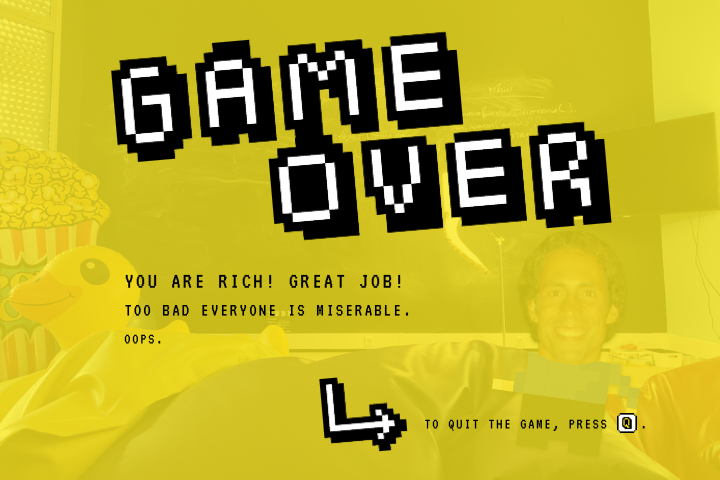 GAME
OVER
YOU ARE RICH! GREAT JOB!
TOO BAD EVERYONE IS MISERABLE.
OOPS.
TO QUIT THE GAME, PRESS Q.